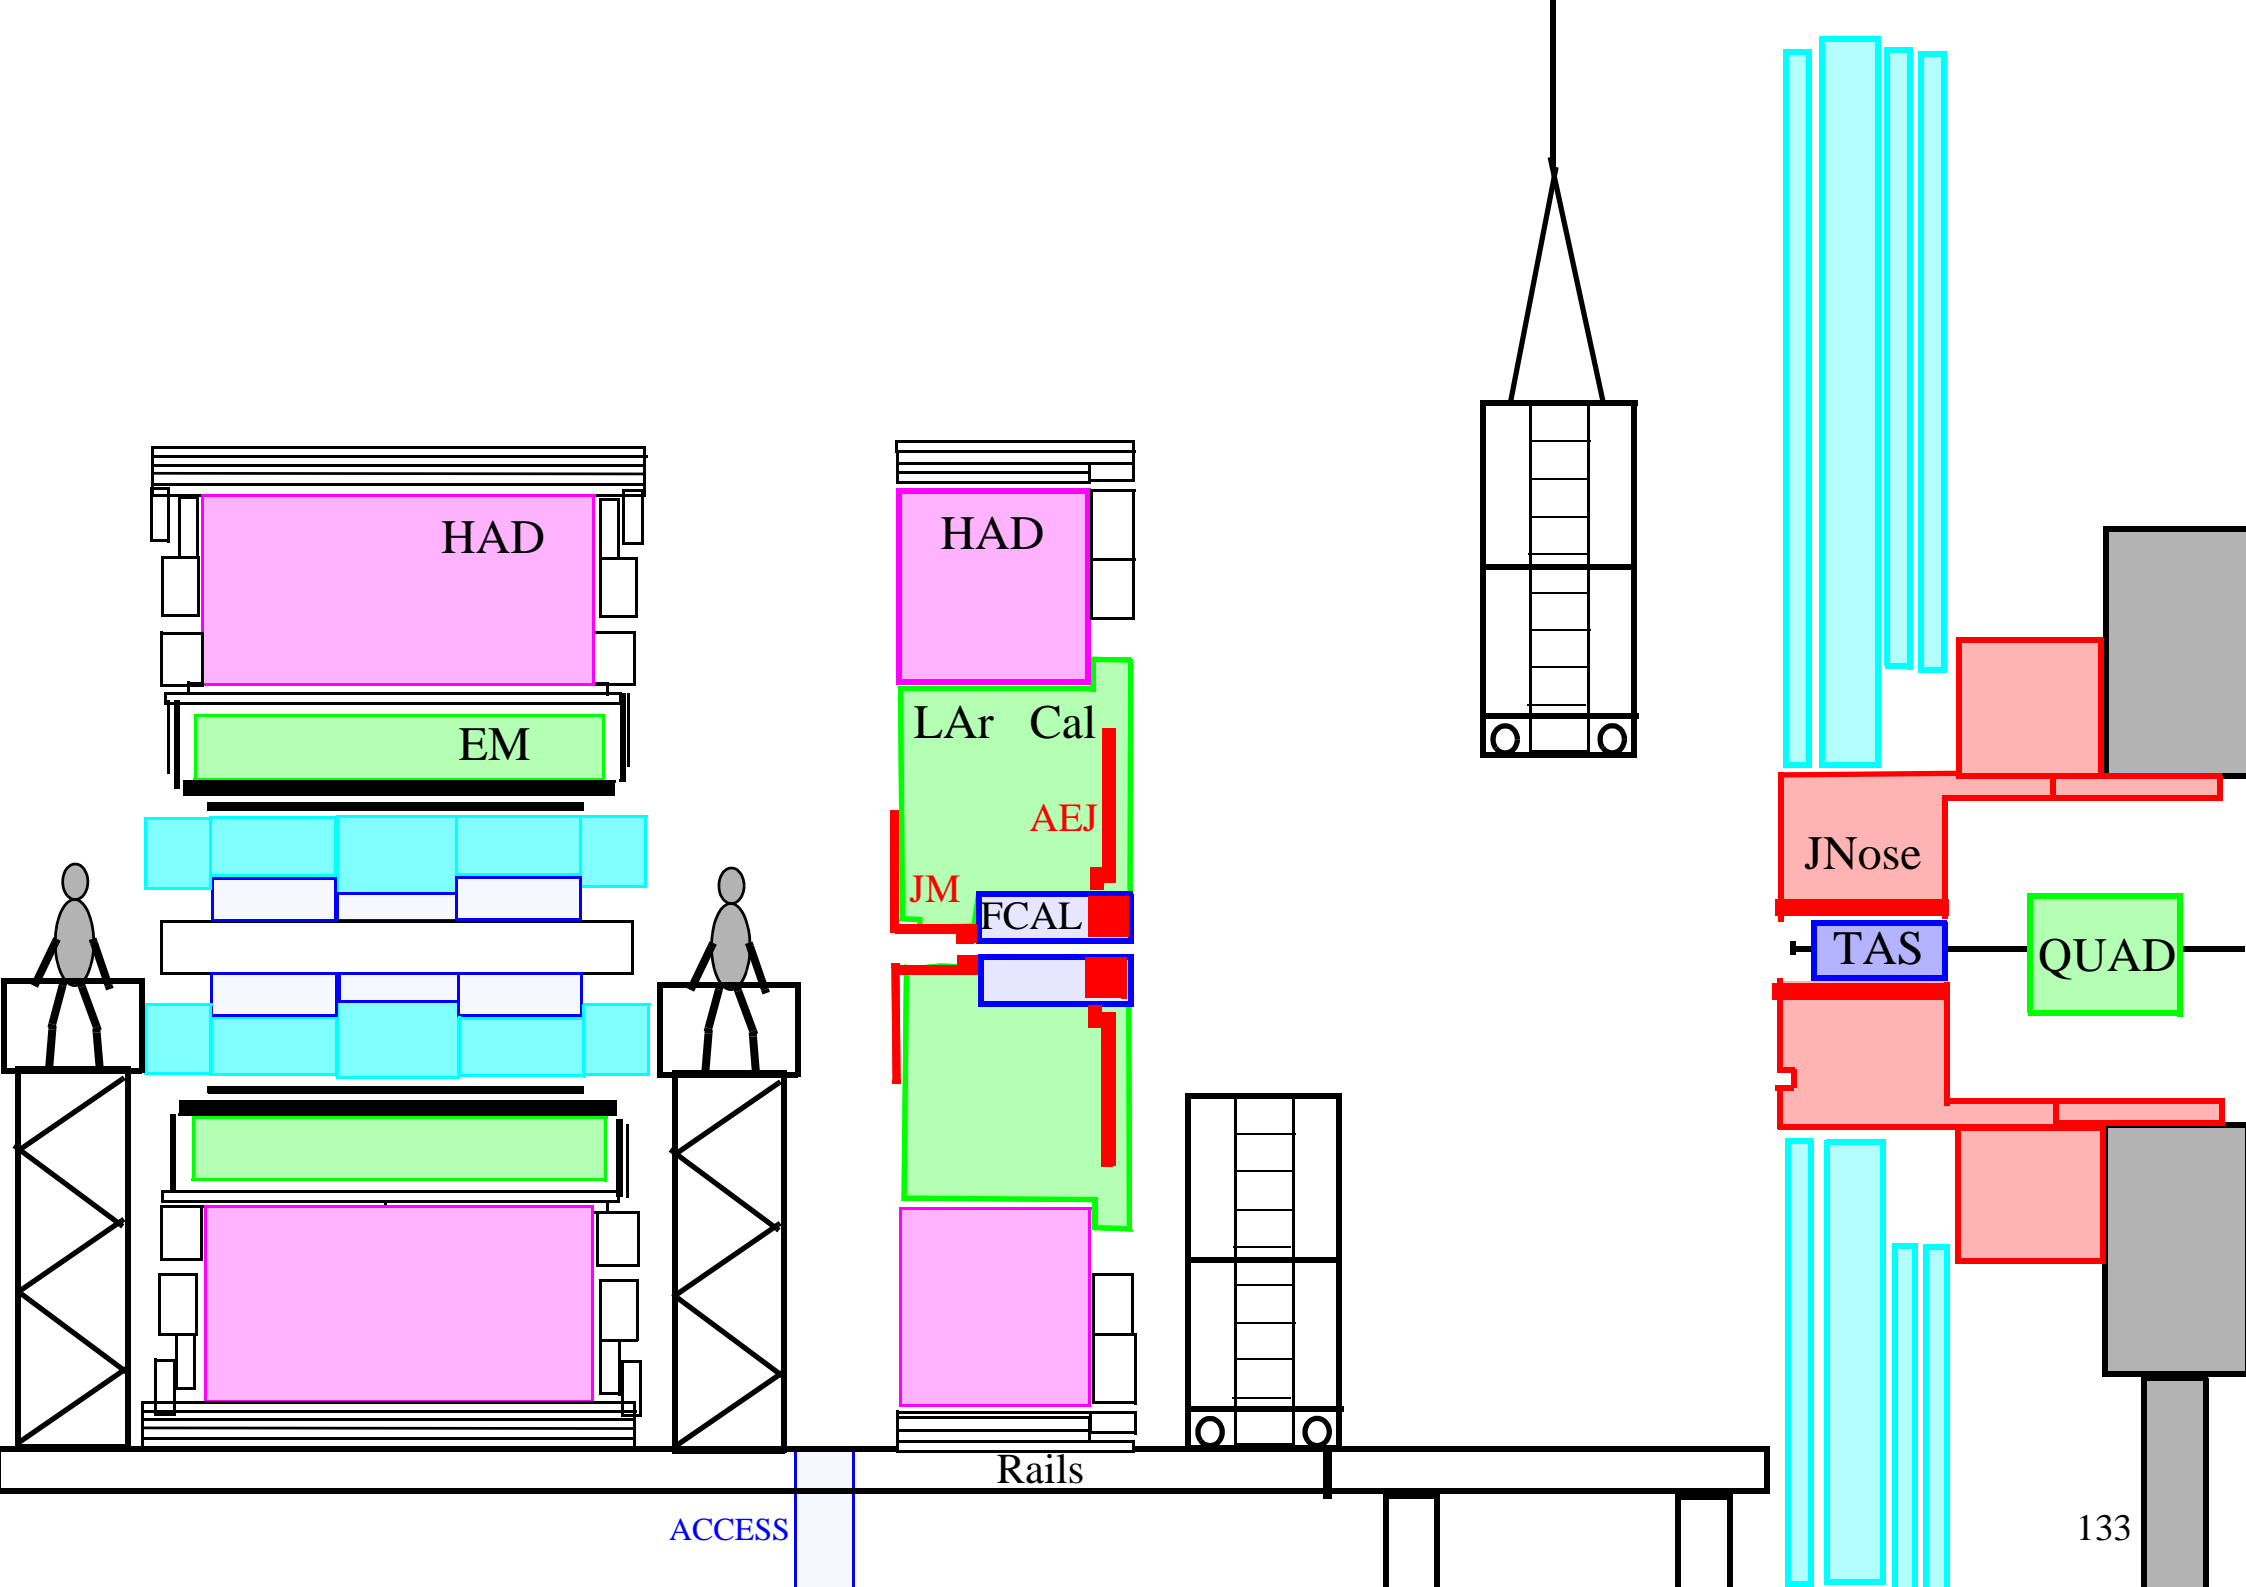 HAD
HAD
LAr Cal
EM
AEJ
JM
FCAL
JNose
TAS
QUAD
Rails
ACCESS
133